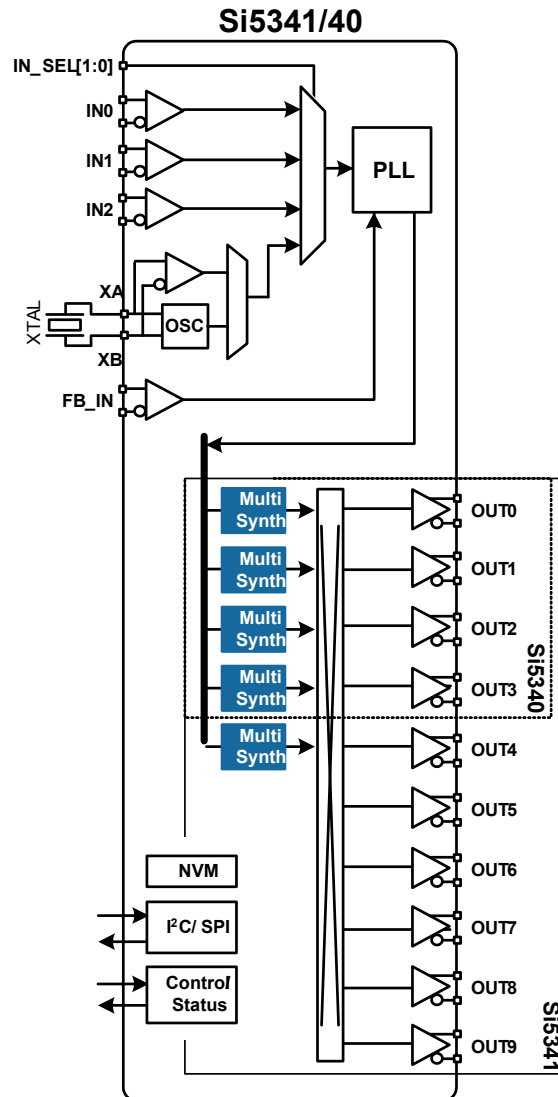 Si5341/40
IN_SEL[1:0]
IN0
IN1
IN2
PLL
XA
XTAL
OSC
XB
FB_IN
Multi
Synth
OUT0
Multi
Synth
OUT1
Multi
Synth
OUT2
Multi
Synth
OUT3
Si5340
Multi
Synth
OUT4
OUT5
NVM
OUT6
I²C/ SPI
OUT7
Control/
Status
OUT8
Si5341
OUT9